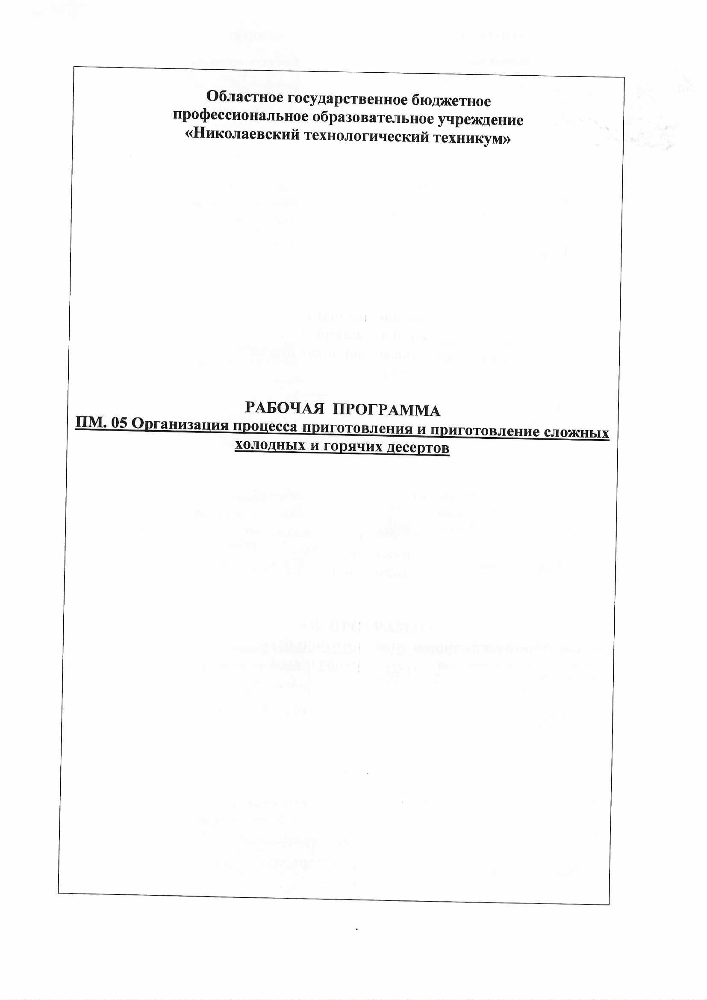 Областное государственное бюджетное
профессиональное образовательное учреждение
«Николаевский технологический техникум»
РАБОЧАЯ ПРОГРАММА
ПМ. 05 Организация процесса приготовления и приготовление сложных
холодных и горячих десертов